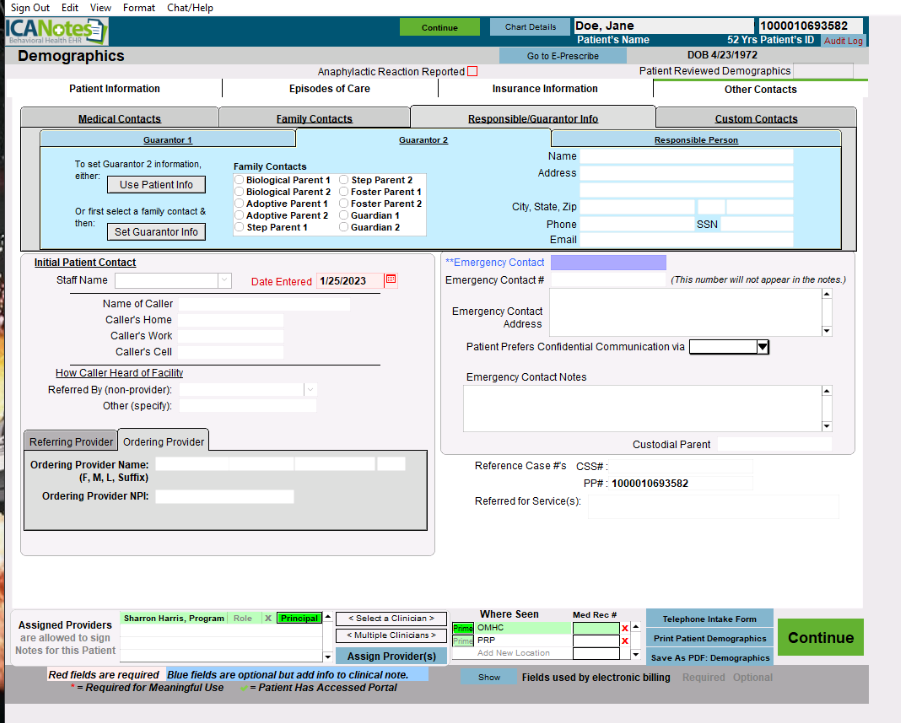 Sign Out Edit View Format Chat/Help
ICANotes
Behavioral Health EHR
Continue
Chart Details
Doe, Jane
1000010693582
Patient's Name
52 Yrs Patient's ID
Audit Log
Demographics
Go to E-Prescribe
DOB 4/23/1972
Anaphylactic Reaction Reported
Patient Reviewed Demographics
Patient Information
Episodes of Care
Insurance Information
Other Contacts
Medical Contacts
Family Contacts
Responsible/Guarantor Info
Custom Contacts
Guarantor 1
Guarantor 2
Responsible Person
To set Guarantor 2 information,
either:
Use Patient Info
Or first select a family contact &
then:
Set Guarantor Info
Family Contacts
Biological Parent 1 Step Parent 2
Biological Parent 2 Foster Parent 1
Adoptive Parent 1 Foster Parent 2
Adoptive Parent 2 Guardian 1
Step Parent 1 Guardian 2
Name
Address
City, State, Zip
Phone SSN
Email
Initial Patient Contact
Staff Name Date Entered 1/25/2023
Name of Caller
Caller's Home
Caller's Work
Caller's Cell
How Caller Heard of Facility
Referred By (non-provider):
Other (specify):
Referring Provider Ordering Provider
Ordering Provider Name:
(F, M, L, Suffix)
Ordering Provider NPI:
**Emergency Contact
Emergency Contact # (This number will not appear in the notes.)
Emergency Contact
Address
Patient Prefers Confidential Communication via
Emergency Contact Notes
Custodial Parent
Reference Case #'s CSS# :
PP# : 1000010693582
Referred for Service(s):
Assigned Providers
are allowed to sign
Notes for this Patient
Sharron Harris, Program Role X Principal
< Select a Clinician >
< Multiple Clinicians >
Assign Provider(s)
Where Seen Med Rec #
Prime OMHC X
Prime PRP X
Add New Location
Telephone Intake Form
Print Patient Demographics
Save As PDF: Demographics
Continue
Red fields are required Blue fields are optional but add info to clinical note.
* = Required for Meaningful Use = Patient Has Accessed Portal
Show Fields used by electronic billing Required Optional